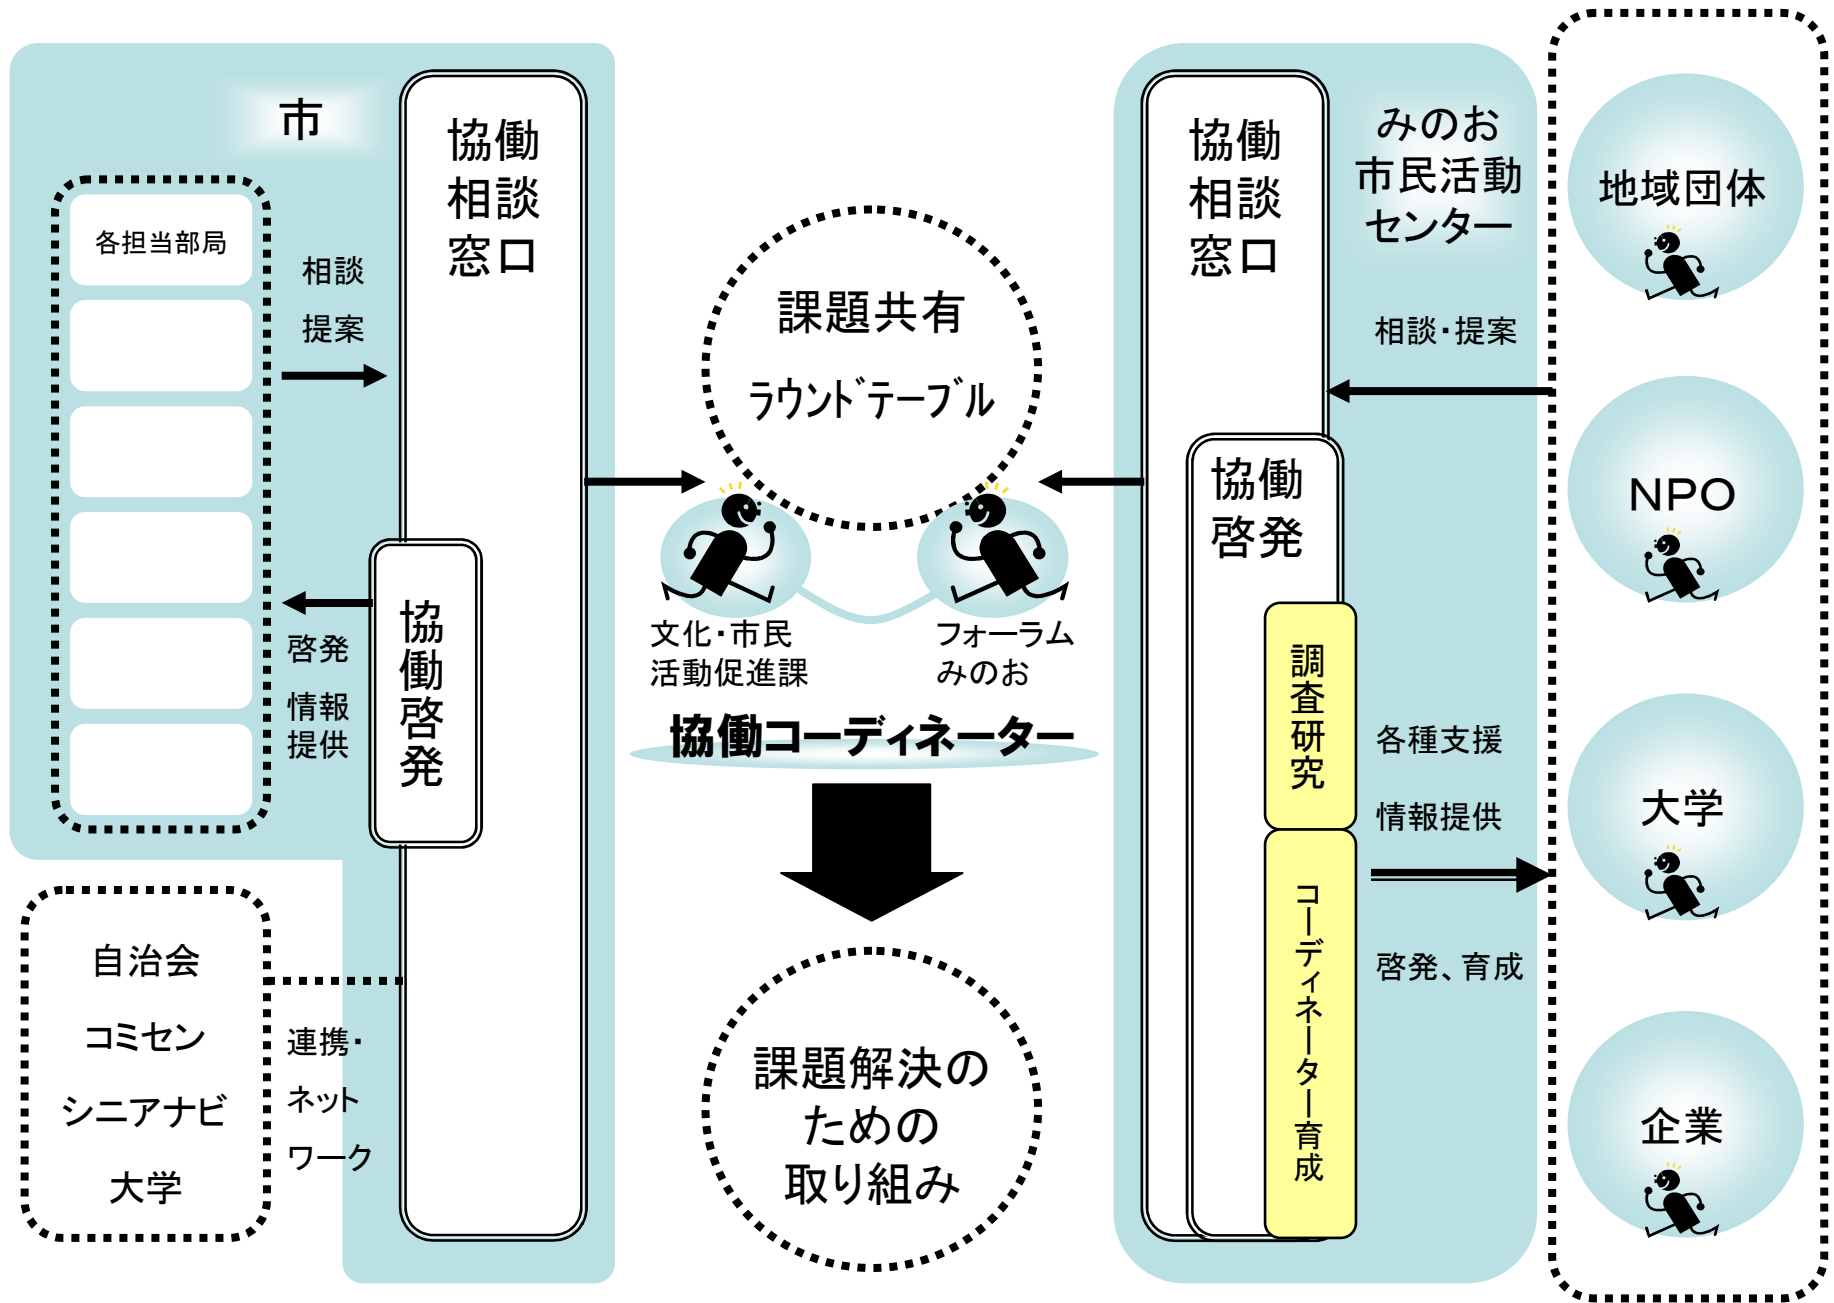 市
協働
相談
窓口
各担当部局
相談
提案
協働啓発
啓発
情報
提供
自治会
コミセン
シニアナビ
大学
連携・
ネット
ワーク
課題共有
ﾗｳﾝﾄﾞﾃｰﾌﾞﾙ
文化・市民
活動促進課
フォーラム
みのお
協働コーディネーター
課題解決の
ための
取り組み
協働
相談
窓口
協働
啓発
調査研究
コーディネーター育成
みのお
市民活動
センター
相談・提案
各種支援
情報提供
啓発、育成
地域団体
ＮＰＯ
大学
企業